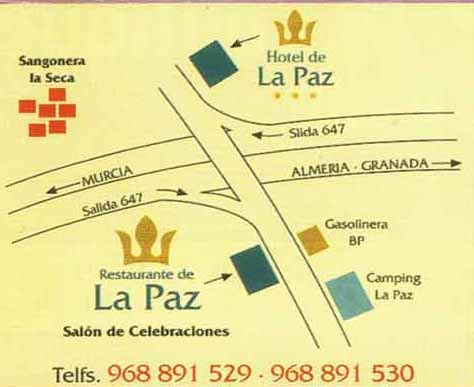 Sangonera
la Seca
Hotel de
La Paz
Slida 647
MURCIA
ALMERIA - GRANADA
Salida 647
Gasolinera
BP
Restaurante de
La Paz
Camping
La Paz
Salón de Celebraciones
Telfs. 968 891 529 · 968 891 530